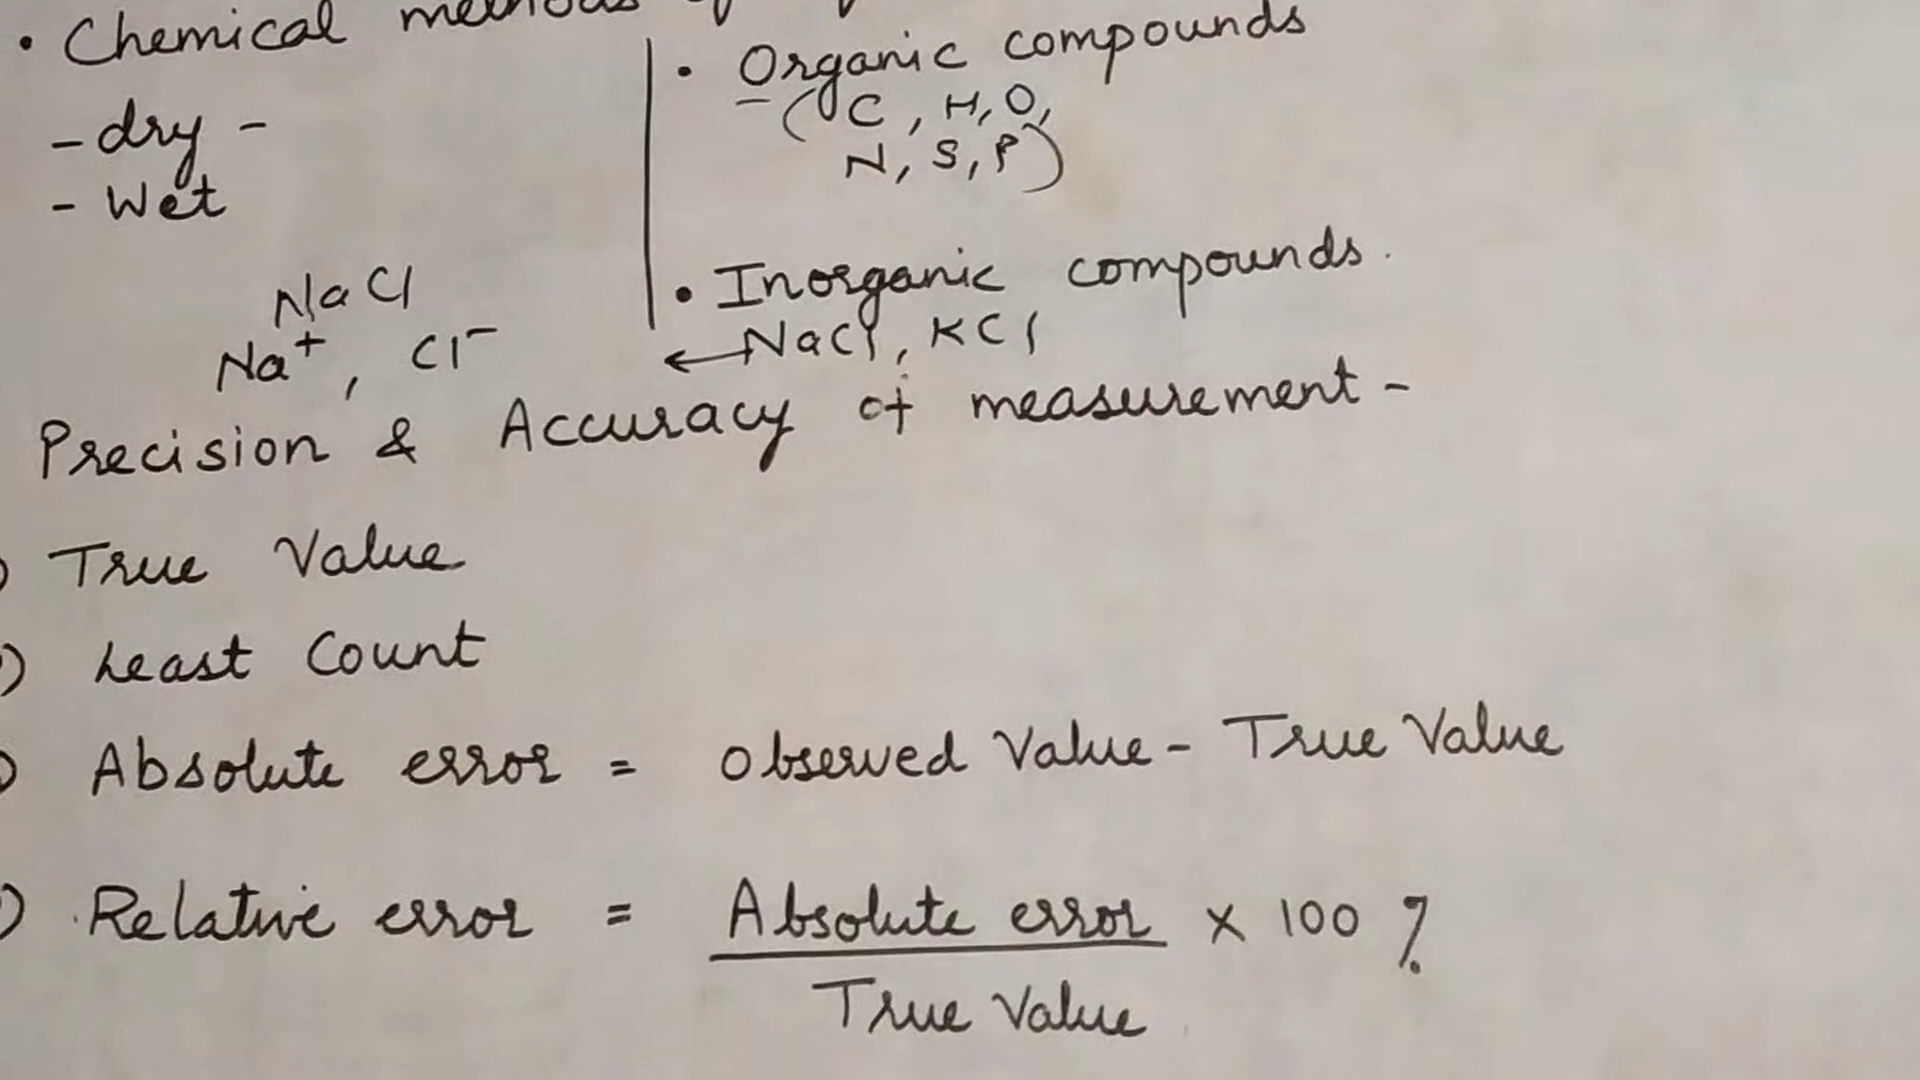 • Chemical methods
- dry -
- Wet
NaCl
Na⁺, Cl⁻
• Organic compounds
(C, H, O,
N, S, P)
• Inorganic compounds.
← NaCl, KCl
Precision & Accuracy of measurement -
) True Value
) Least Count
) Absolute error = Observed Value - True Value
) Relative error = Absolute error × 100 %
True Value